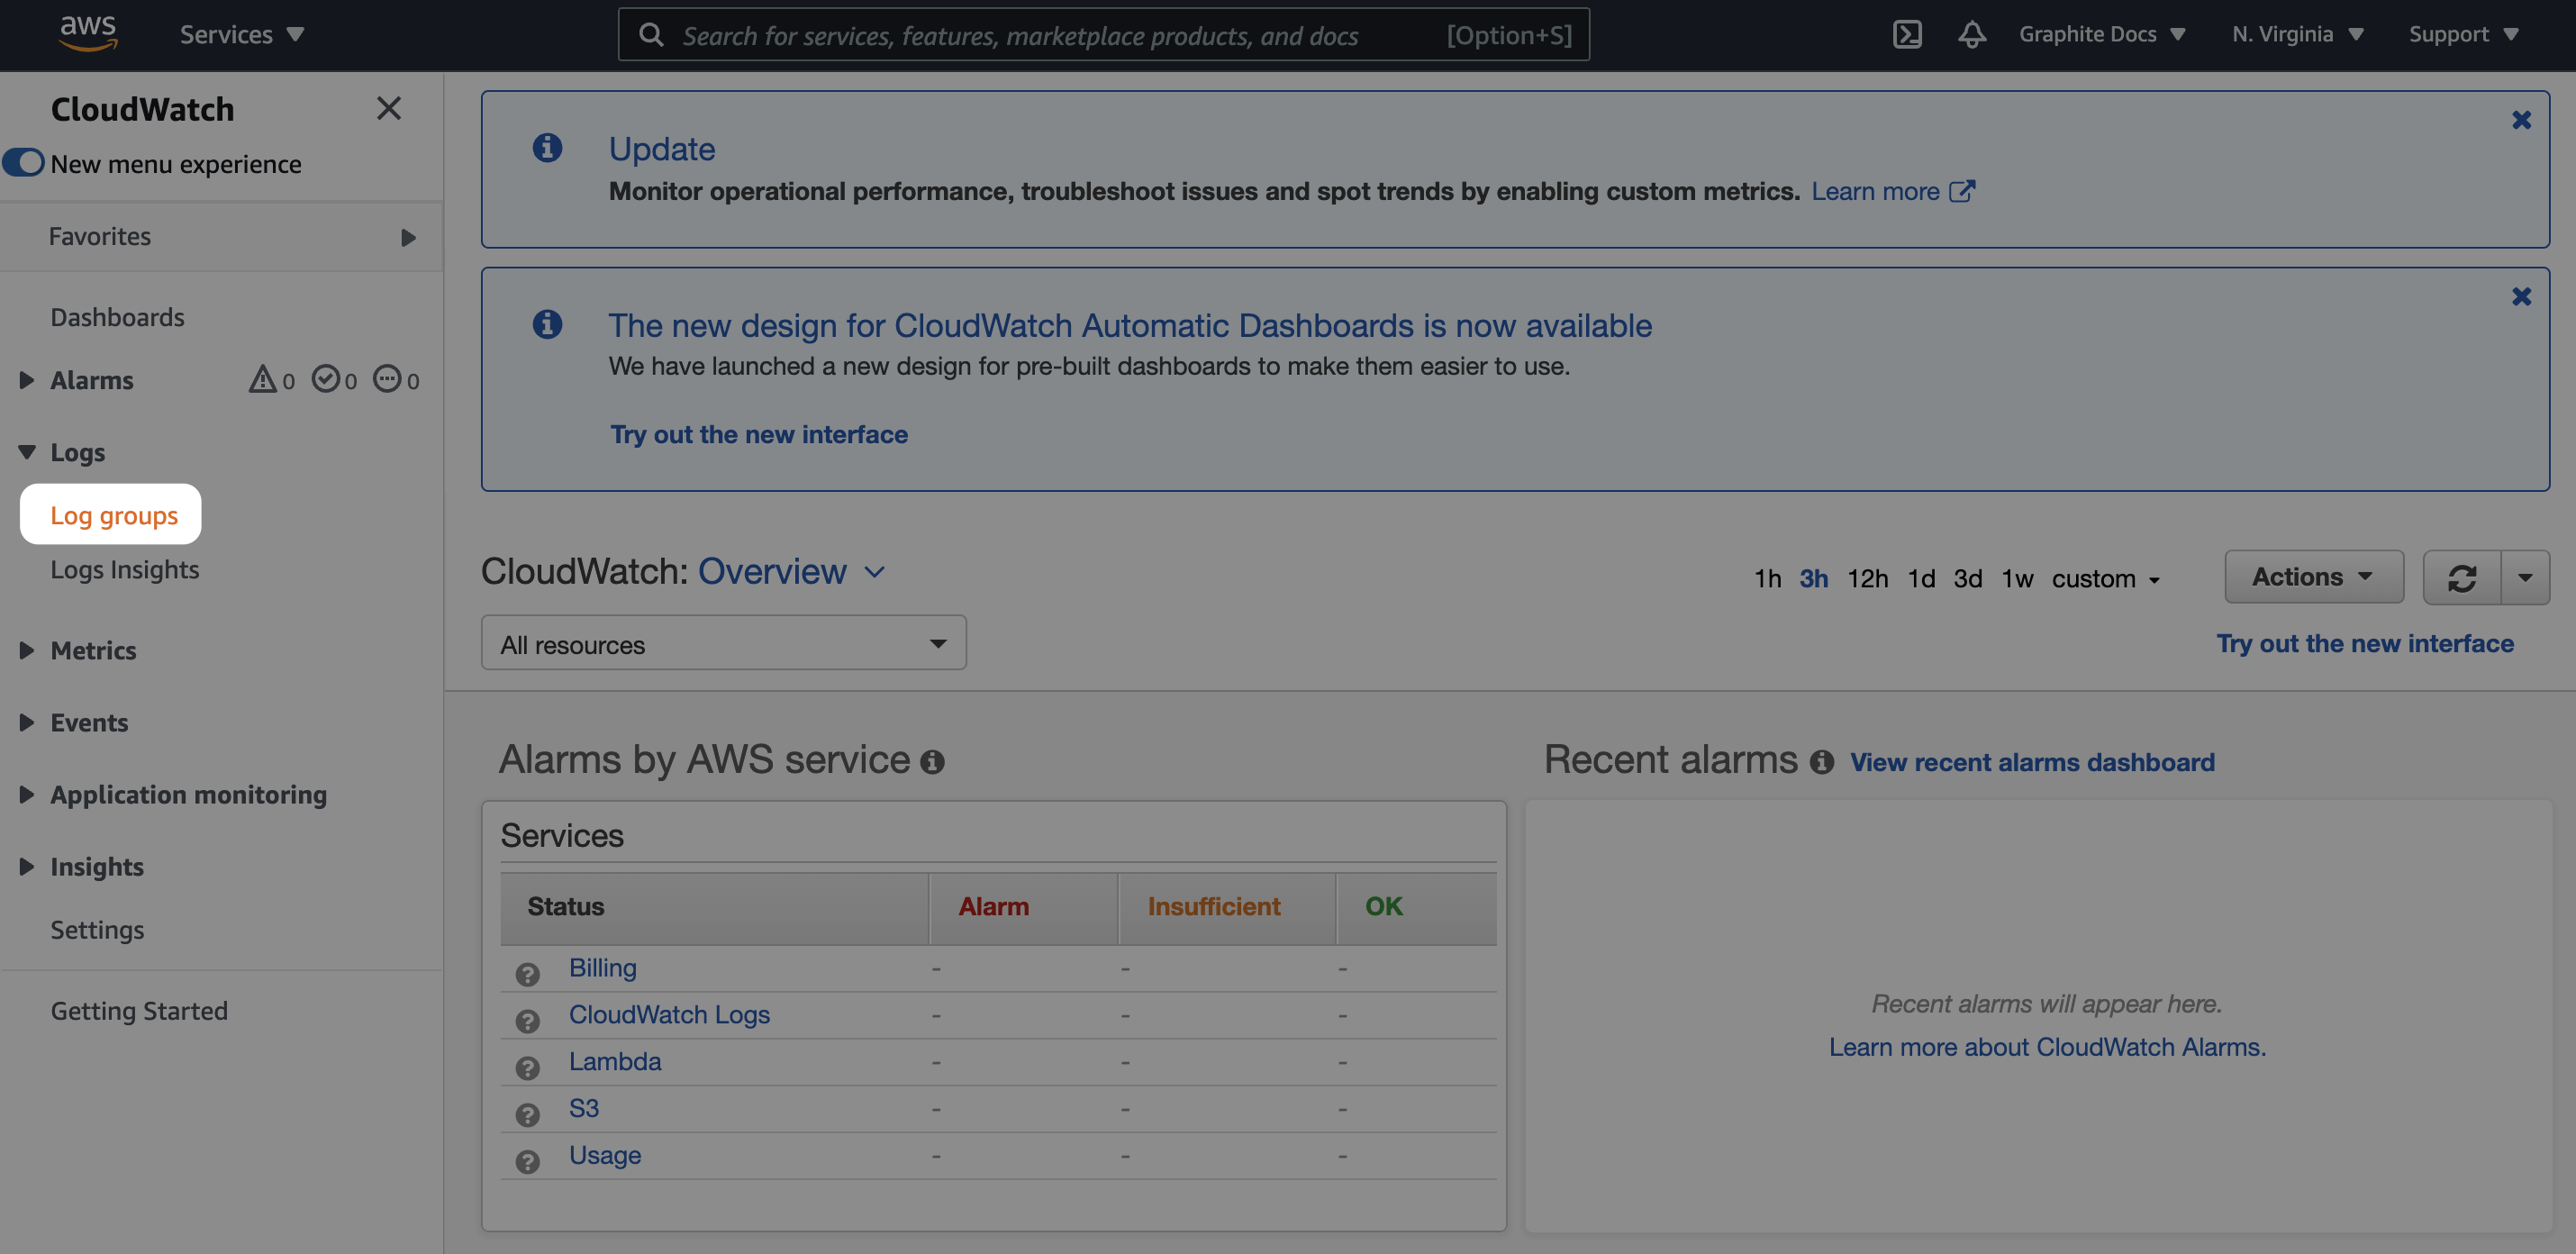 aws
Services
Search for services, features, marketplace products, and docs [Option+S]
Graphite Docs
N. Virginia
Support
CloudWatch
New menu experience
Favorites
Dashboards
Alarms 0 0 0
Logs
Log groups
Logs Insights
Metrics
Events
Application monitoring
Insights
Settings
Getting Started
Update
Monitor operational performance, troubleshoot issues and spot trends by enabling custom metrics. Learn more
The new design for CloudWatch Automatic Dashboards is now available
We have launched a new design for pre-built dashboards to make them easier to use.
Try out the new interface
CloudWatch: Overview
1h 3h 12h 1d 3d 1w custom
Actions
All resources
Try out the new interface
Alarms by AWS service
Services
Status Alarm Insufficient OK
Billing - - -
CloudWatch Logs - - -
Lambda - - -
S3 - - -
Usage - - -
Recent alarms View recent alarms dashboard
Recent alarms will appear here.
Learn more about CloudWatch Alarms.